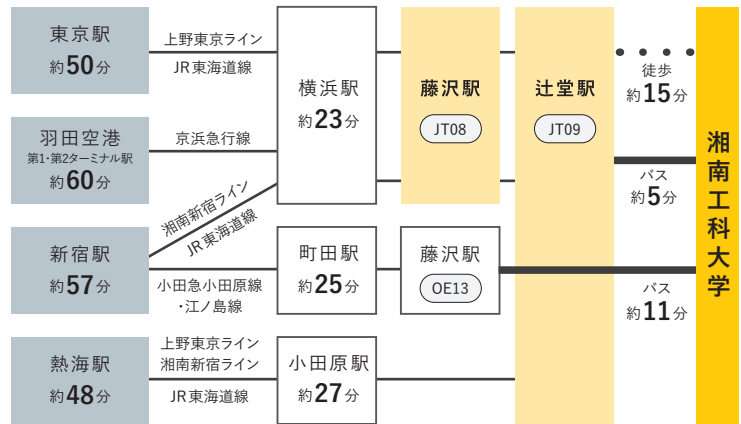 東京駅
約50分
上野東京ライン
JR東海道線
横浜駅
約23分
藤沢駅
JT08
辻堂駅
JT09
徒歩
約15分
羽田空港
第1・第2ターミナル駅
約60分
京浜急行線
湘南新宿ライン
JR東海道線
バス
約5分
湘南工科大学
新宿駅
約57分
小田急小田原線
・江ノ島線
町田駅
約25分
藤沢駅
OE13
バス
約11分
熱海駅
約48分
上野東京ライン
湘南新宿ライン
JR東海道線
小田原駅
約27分